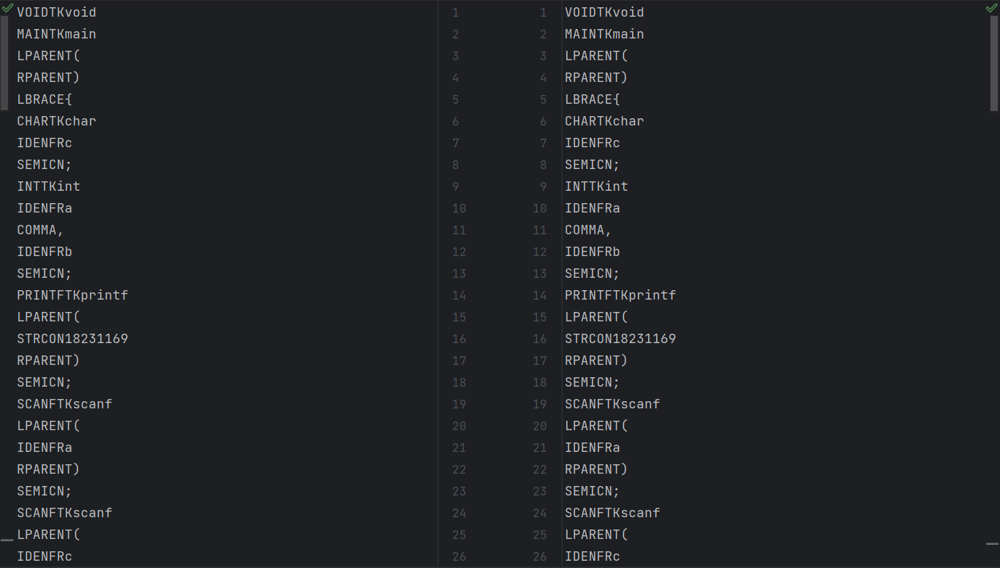 VOIDTKvoid 1 1 VOIDTKvoid
MAINTKmain 2 2 MAINTKmain
LPARENT( 3 3 LPARENT(
RPARENT) 4 4 RPARENT)
LBRACE{ 5 5 LBRACE{
CHARTKchar 6 6 CHARTKchar
IDENFRc 7 7 IDENFRc
SEMICN; 8 8 SEMICN;
INTTKint 9 9 INTTKint
IDENFRa 10 10 IDENFRa
COMMA, 11 11 COMMA,
IDENFRb 12 12 IDENFRb
SEMICN; 13 13 SEMICN;
PRINTFTKprintf 14 14 PRINTFTKprintf
LPARENT( 15 15 LPARENT(
STRCON18231169 16 16 STRCON18231169
RPARENT) 17 17 RPARENT)
SEMICN; 18 18 SEMICN;
SCANFTKscanf 19 19 SCANFTKscanf
LPARENT( 20 20 LPARENT(
IDENFRa 21 21 IDENFRa
RPARENT) 22 22 RPARENT)
SEMICN; 23 23 SEMICN;
SCANFTKscanf 24 24 SCANFTKscanf
LPARENT( 25 25 LPARENT(
IDENFRc 26 26 IDENFRc